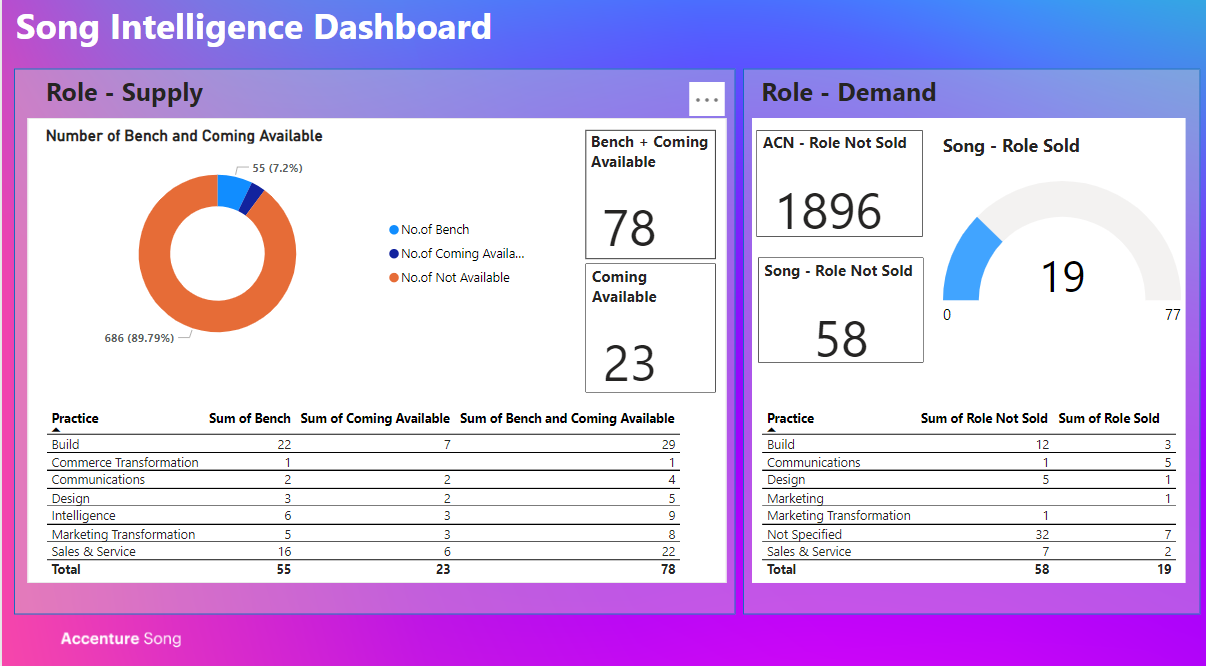 Song Intelligence Dashboard
Role - Supply
Number of Bench and Coming Available
55 (7.2%)
686 (89.79%)
No.of Bench
No.of Coming Availa...
No.of Not Available
Bench + Coming
Available
78
Coming
Available
23
Practice Sum of Bench Sum of Coming Available Sum of Bench and Coming Available
Build 22 7 29
Commerce Transformation 1 1
Communications 2 2 4
Design 3 2 5
Intelligence 6 3 9
Marketing Transformation 5 3 8
Sales & Service 16 6 22
Total 55 23 78
Role - Demand
ACN - Role Not Sold
1896
Song - Role Not Sold
58
Song - Role Sold
19
0 77
Practice Sum of Role Not Sold Sum of Role Sold
Build 12 3
Communications 1 5
Design 5 1
Marketing 1
Marketing Transformation 1
Not Specified 32 7
Sales & Service 7 2
Total 58 19
Accenture Song